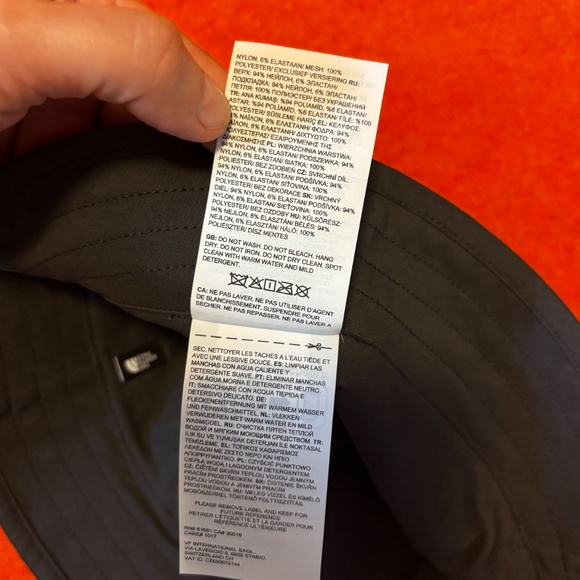 NYLON, 6% ELASTAAN/ MESH: 100%
POLYESTER/ EXCLUSIEF VERSIERING RU:
ВЕРХ: 94% НЕЙЛОН, 6% ЭЛАСТАН/
ПОДКЛАДКА: 94% НЕЙЛОН, 6% ЭЛАСТАН/
ПЕТЛЯ: 100% ПОЛИЭСТЕР/ БЕЗ УКРАШЕНИЙ
TR: ANA KUMAŞ: %94 POLİAMİD, %6 ELASTAN/
ASTAR: %94 POLİAMİD, %6 ELASTAN/ FİLE: %100
POLYESTER/ SÜSLEME HARİÇ EL: ΚΕΛΥΦΟΣ:
ΝΑΪΛΟΝ, 6% ΕΛΑΣΤΑΝΗ/ ΦΟΔΡΑ: 94%
ΝΑΪΛΟΝ, 6% ΕΛΑΣΤΑΝΗ/ ΔΙΧΤΥΩΤΟ: 100%
ΠΟΛΥΕΣΤΕΡΑΣ/ ΕΞΑΙΡΟΥΜΕΝΗΣ ΤΗΣ
ΔΙΑΚΟΣΜΗΣΗΣ PL: WIERZCHNIA WARSTWA:
94% NYLON, 6% ELASTAN/ PODSZEWKA: 94%
NYLON, 6% ELASTAN/ SIATKA: 100%
POLIESTER/ BEZ ZDOBIEŃ CZ: SVRCHNÍ DÍL:
94% NYLON, 6% ELASTAN/ PODŠÍVKA: 94%
NYLON, 6% ELASTAN/ SÍŤOVINA: 100%
POLYESTER/ BEZ DEKORACE SK: VRCHNÝ
DIEL: 94% NYLON, 6% ELASTAN/ PODŠÍVKA: 94%
NYLON, 6% ELASTAN/ SIEŤOVINA: 100%
POLYESTER/ BEZ OZDOBY HU: KÜLSŐRÉSZ:
94% NEJLON, 6% ELASZTÁN/ BÉLÉS: 94%
NEJLON, 6% ELASZTÁN/ HÁLÓ: 100%
POLIÉSZTER/ DÍSZ MENTES
GB: DO NOT WASH. DO NOT BLEACH. HANG
DRY. DO NOT IRON. DO NOT DRY CLEAN. SPOT
CLEAN WITH WARM WATER AND MILD
DETERGENT
CA: NE PAS LAVER. NE PAS UTILISER D'AGENT
DE BLANCHISSEMENT. SUSPENDRE POUR
SECHER. NE PAS REPASSER. NE PAS LAVER A
SEC. NETTOYER LES TACHES A L'EAU TIÈDE ET
AVEC UNE LESSIVE DOUCE. ES: LIMPIAR LAS
MANCHAS CON AGUA CALIENTE Y
DETERGENTE SUAVE. PT: ELIMINAR MANCHAS
COM ÁGUA MORNA E DETERGENTE NEUTRO.
IT: SMACCHIARE CON ACQUA TIEPIDA E
DETERSIVO DELICATO. DE:
FLECKENENTFERNUNG MIT WARMEM WASSER
UND FEINWASCHMITTEL. NL: VLEKKEN
VERWIJDEREN MET WARM WATER EN MILD
WASMIDDEL. RU: ОЧИСТКА ПЯТЕН ТЕПЛОЙ
ВОДОЙ И МЯГКИМ МОЮЩИМ СРЕДСТВОМ. TR:
ILIK SU VE YUMUŞAK DETERJAN İLE LEKE
TEMİZLEME. EL: ΤΟΠΙΚΟΣ ΚΑΘΑΡΙΣΜΟΣ
ΛΕΚΕΔΩΝ ΜΕ ΖΕΣΤΟ ΝΕΡΟ ΚΑΙ ΗΠΙΟ
ΑΠΟΡΡΥΠΑΝΤΙΚΟ. PL: CZYŚCIĆ PUNKTOWO
CIEPŁĄ WODĄ I ŁAGODNYM DETERGENTEM.
CZ: ČIŠTĚNÍ SKVRN TEPLOU VODOU JEMNÝM
PRACÍM PROSTŘEDKEM. SK: ČISTENIE ŠKVŔN
TEPLOU VODOU A JEMNÝM PRACÍM
PROSTRIEDKOM. HU: MELEG VÍZZEL ÉS KÍMÉLŐ
MOSÓSZERREL TÖRTÉNŐ FOLTTISZTÍTÁS.
PLEASE REMOVE LABEL AND KEEP FOR
FUTURE REFERENCE
RETIRER L'ÉTIQUETTE ET LA GARDER POUR
RÉFÉRENCE ULTÉRIEURE
CARE# 1017
VF INTERNATIONAL SAGL,
VIA LAVEGGIO 5, 6855 STABIO,
SWITZERLAND CH